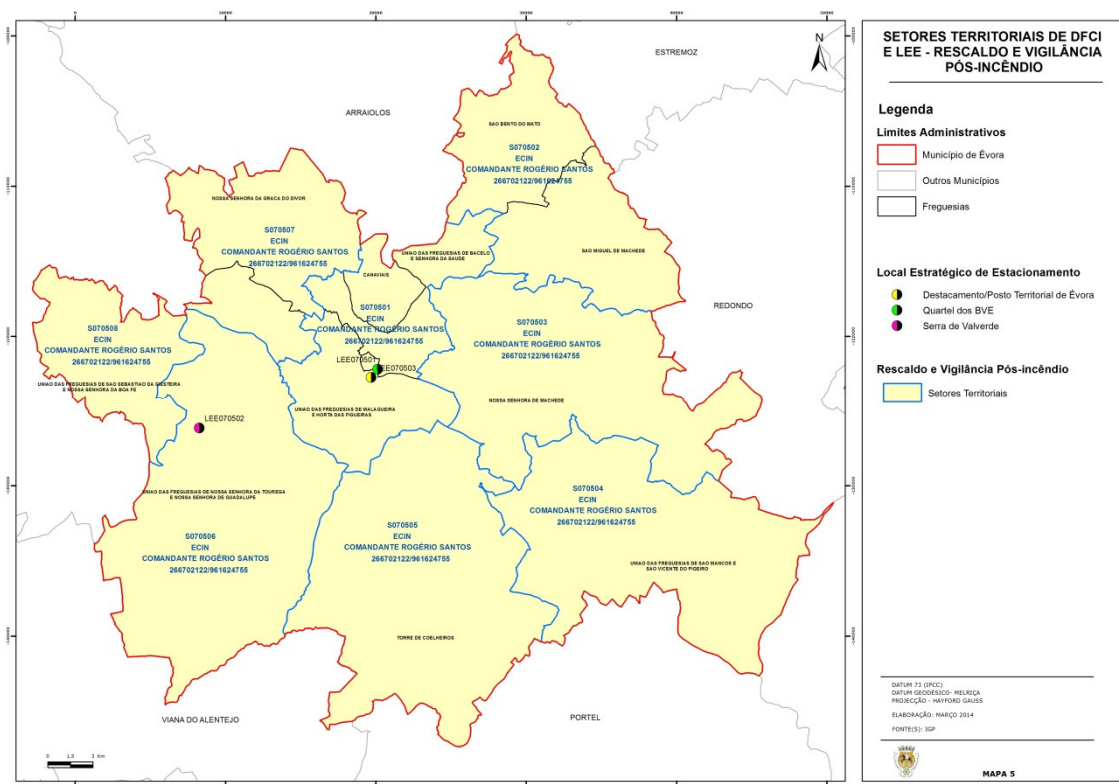 SETORES TERRITORIAIS DE DFCI
E LEE - RESCALDO E VIGILÂNCIA
PÓS-INCÊNDIO
Legenda
Limites Administrativos
Município de Évora
Outros Municípios
Freguesias
Local Estratégico de Estacionamento
Destacamento/Posto Territorial de Évora
Quartel dos BVE
Serra de Valverde
Rescaldo e Vigilância Pós-incêndio
Setores Territoriais
DATUM 73 (IPCC)
DATUM GEODÉSICO- MELRIÇA
PROJECÇÃO - HAYFORD GAUSS
ELABORAÇÃO: MARÇO 2014
FONTE(S): IGP
MAPA 5
0
10000
20000
N
ESTREMOZ
ARRAIOLOS
SAO BENTO DO MATO
S070502
ECIN
COMANDANTE ROGÉRIO SANTOS
266702122/961624755
NOSSA SENHORA DA GRACA DO DIVOR
S070507
ECIN
COMANDANTE ROGÉRIO SANTOS
266702122/961624755
UNIAO DAS FREGUESIAS DE BACELO
E SENHORA DA SAUDE
SAO MIGUEL DE MACHEDE
CANAVIAIS
REDONDO
S070501
ECIN
COMANDANTE ROGÉRIO SANTOS
266702122/961624755
S070503
ECIN
COMANDANTE ROGÉRIO SANTOS
266702122/961624755
S070508
ECIN
COMANDANTE ROGÉRIO SANTOS
266702122/961624755
UNIAO DAS FREGUESIAS DE SAO SEBASTIAO DA GIESTEIRA
E NOSSA SENHORA DA BOA FE
LEE070501
LEE070503
NOSSA SENHORA DE MACHEDE
UNIAO DAS FREGUESIAS DE MALAGUEIRA
E HORTA DAS FIGUEIRAS
LEE070502
UNIAO DAS FREGUESIAS DE NOSSA SENHORA DA TOUREGA
E NOSSA SENHORA DE GUADALUPE
S070504
ECIN
COMANDANTE ROGÉRIO SANTOS
266702122/961624755
S070505
ECIN
COMANDANTE ROGÉRIO SANTOS
266702122/961624755
S070506
ECIN
COMANDANTE ROGÉRIO SANTOS
266702122/961624755
UNIAO DAS FREGUESIAS DE SAO MANCOS E
SAO VICENTE DO PIGEIRO
TORRE DE COELHEIROS
VIANA DO ALENTEJO
PORTEL
0 1,5 3 Km